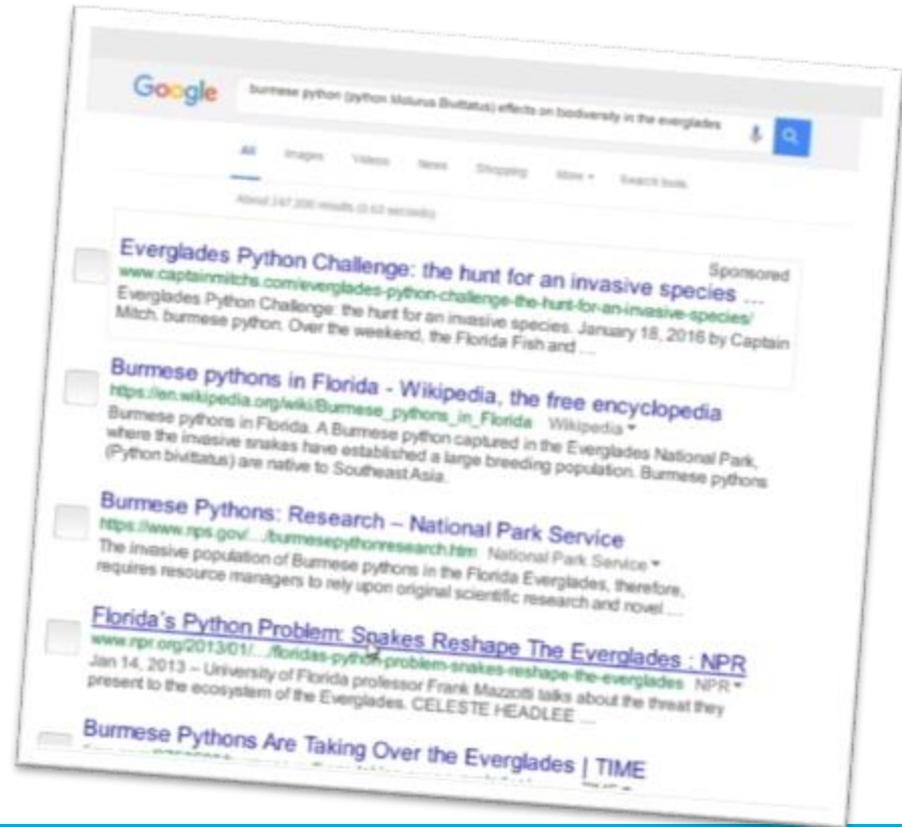 Google
burmese python (python Molurus Bivittatus) effects on biodiversity in the everglades
All Images Videos News Shopping More Search tools
About 247,000 results (0.63 seconds)
Sponsored
Everglades Python Challenge: the hunt for an invasive species ...
www.captainmitchs.com/everglades-python-challenge-the-hunt-for-an-invasive-species/
Everglades Python Challenge: the hunt for an invasive species. January 18, 2016 by Captain
Mitch. burmese python. Over the weekend, the Florida Fish and ...
Burmese pythons in Florida - Wikipedia, the free encyclopedia
https://en.wikipedia.org/wiki/Burmese_pythons_in_Florida Wikipedia
Burmese pythons in Florida. A Burmese python captured in the Everglades National Park,
where the invasive snakes have established a large breeding population. Burmese pythons
(Python bivittatus) are native to Southeast Asia.
Burmese Pythons: Research – National Park Service
https://www.nps.gov/.../burmesepythonresearch.htm National Park Service
The invasive population of Burmese pythons in the Florida Everglades, therefore,
requires resource managers to rely upon original scientific research and novel ....
Florida's Python Problem: Snakes Reshape The Everglades : NPR
www.npr.org/2013/01/.../floridas-python-problem-snakes-reshape-the-everglades NPR
Jan 14, 2013 – University of Florida professor Frank Mazzotti talks about the threat they
present to the ecosystem of the Everglades. CELESTE HEADLEE ...
Burmese Pythons Are Taking Over the Everglades | TIME